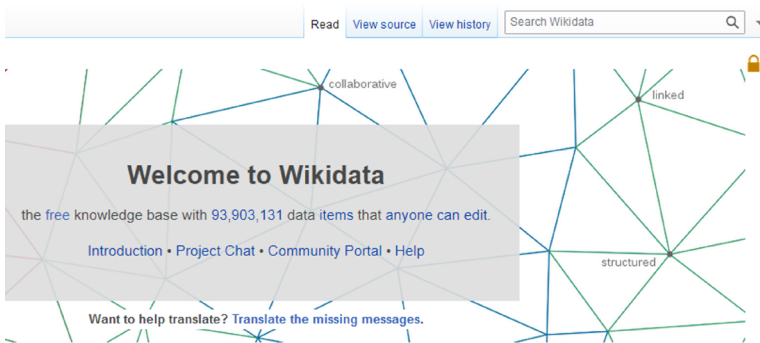 Read View source View history Search Wikidata
collaborative
linked
Welcome to Wikidata
the free knowledge base with 93,903,131 data items that anyone can edit.
Introduction • Project Chat • Community Portal • Help
structured
Want to help translate? Translate the missing messages.